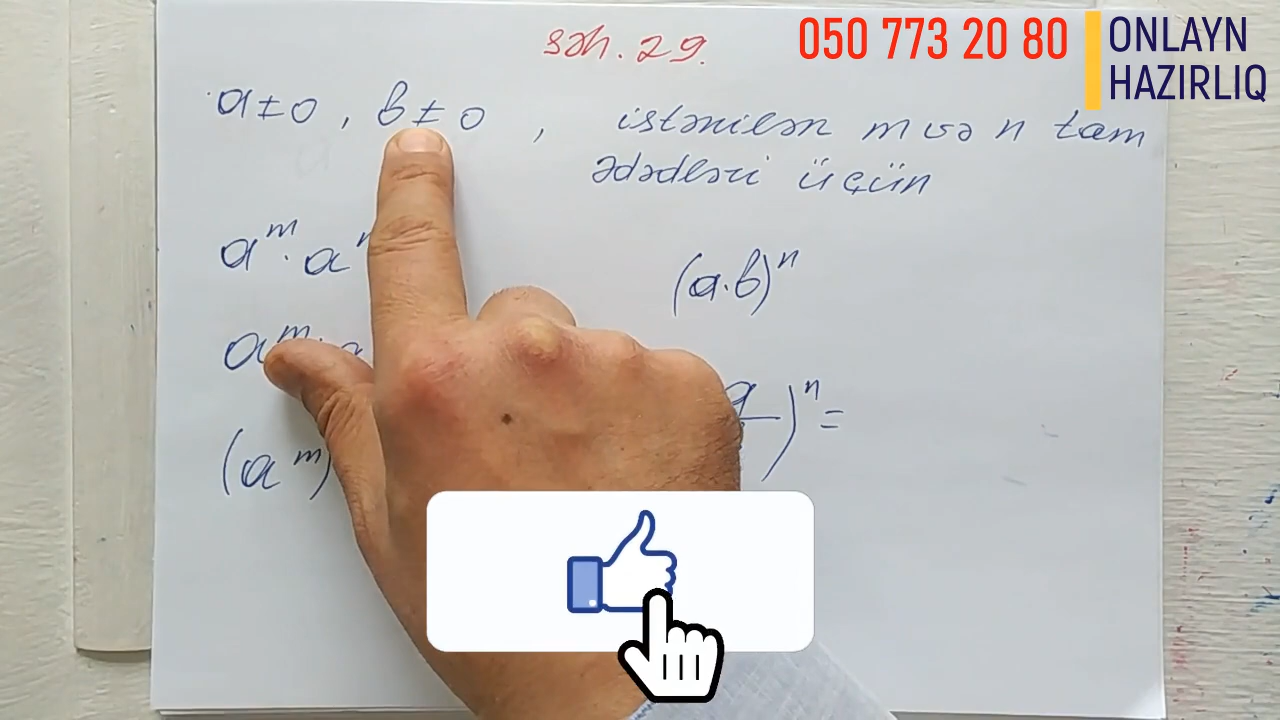 səh. 29.
050 773 20 80
ONLAYN
HAZIRLIQ
a ≠ 0, b ≠ 0, istənilən m və n tam
ədədləri üçün
a^m · a^n
(a·b)^n
a^m :
a)^n =
(a^m)